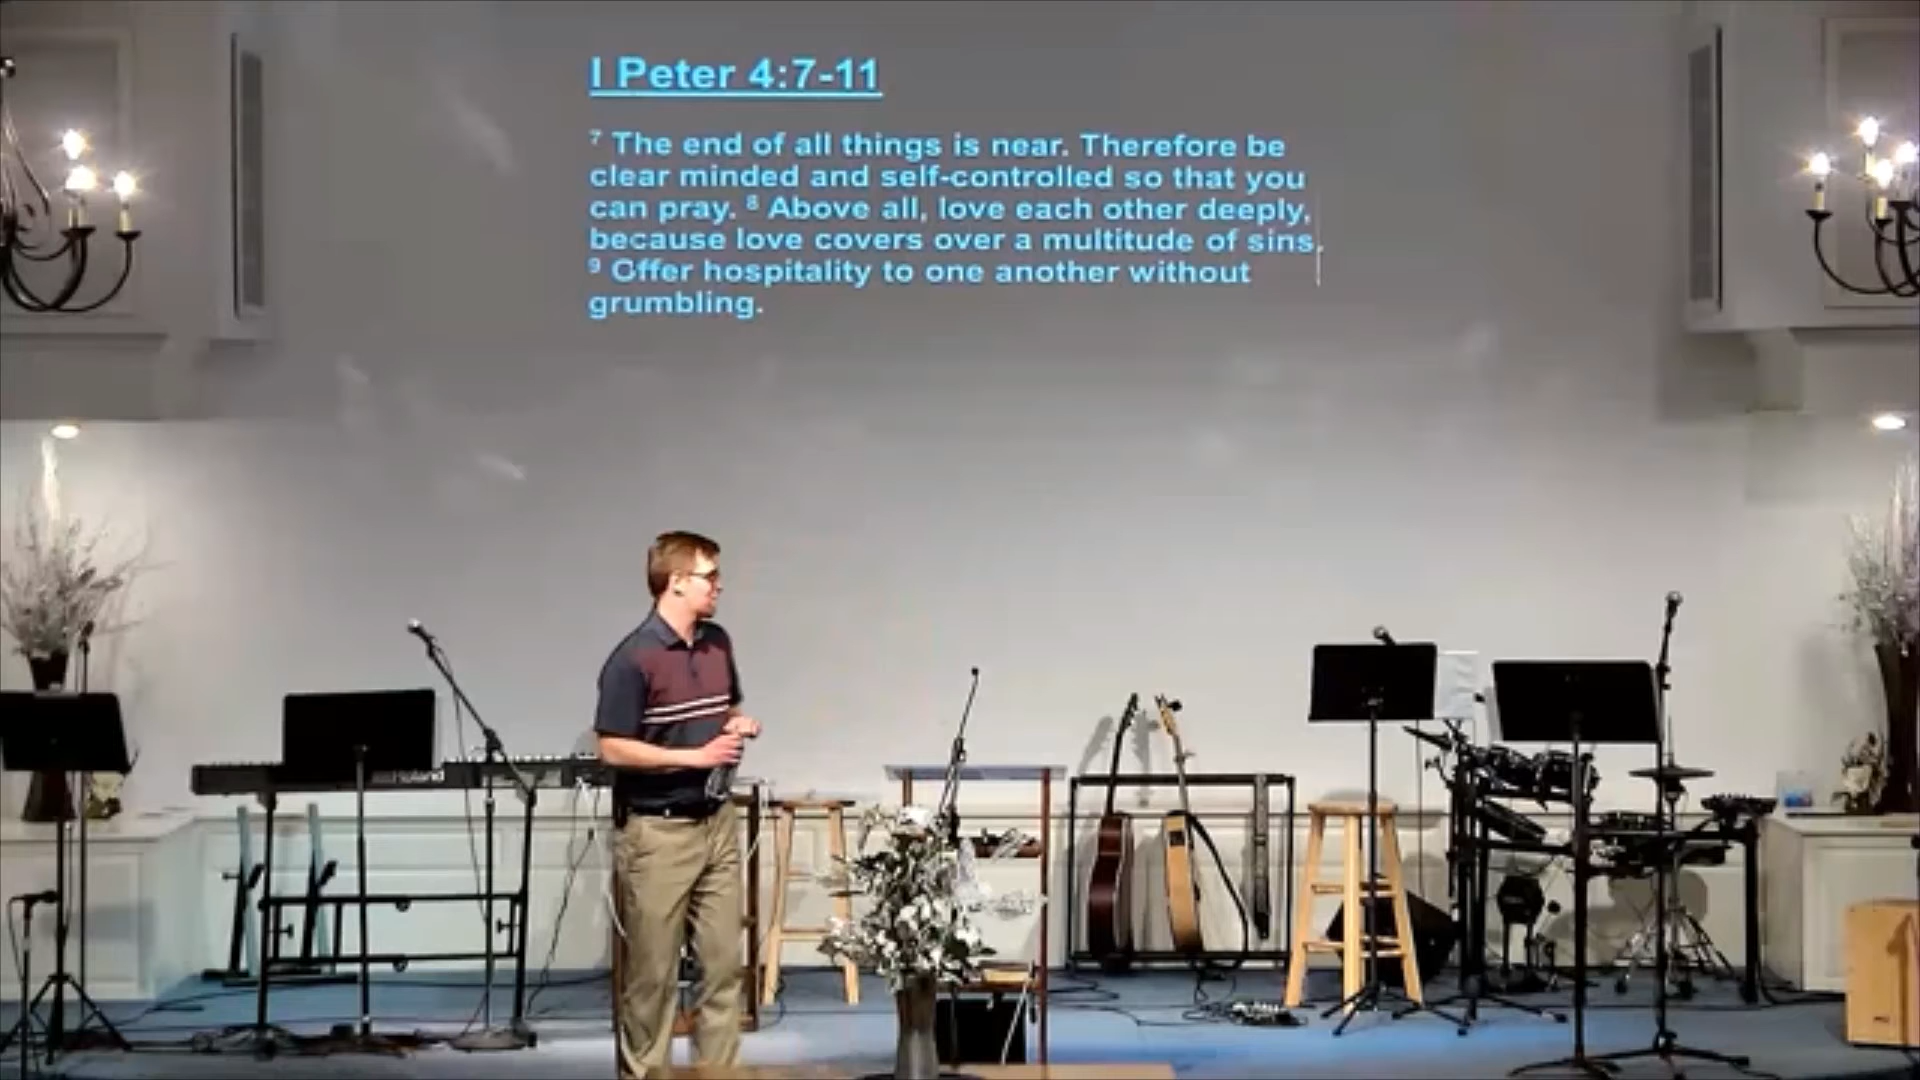 I Peter 4:7-11
⁷ The end of all things is near. Therefore be
clear minded and self-controlled so that you
can pray. ⁸ Above all, love each other deeply,
because love covers over a multitude of sins.
⁹ Offer hospitality to one another without
grumbling.
Roland